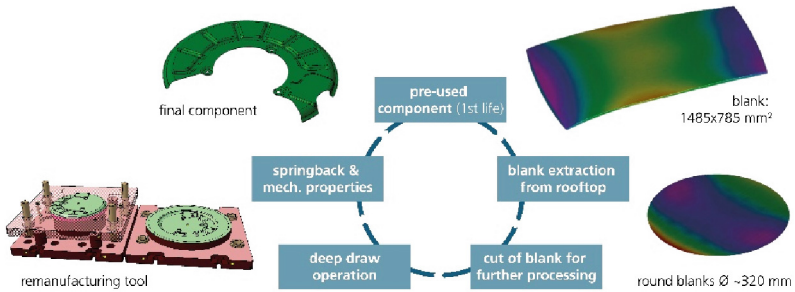 pre-used
component (1st life)
final component
blank:
1485x785 mm²
springback &
mech. properties
blank extraction
from rooftop
deep draw
operation
cut of blank for
further processing
remanufacturing tool
round blanks Ø ~320 mm